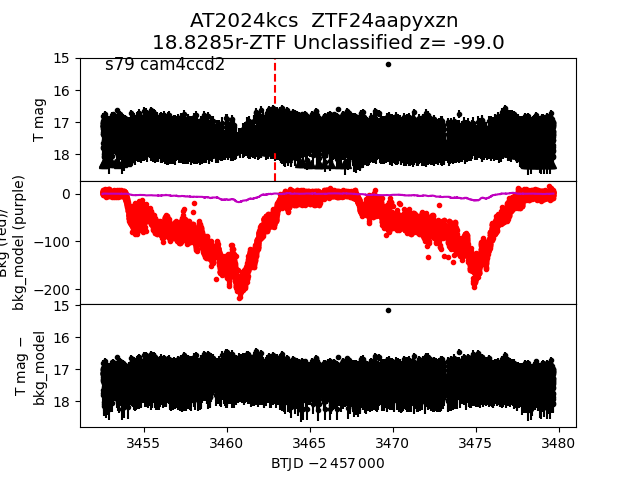 AT2024kcs  ZTF24aapyxzn
18.8285r-ZTF Unclassified z= -99.0
s79 cam4ccd2
15
16
17
18
T mag
0
−100
−200
Bkg (red)/
bkg_model (purple)
15
16
17
18
T mag −
bkg_model
3455
3460
3465
3470
3475
3480
BTJD −2 457 000